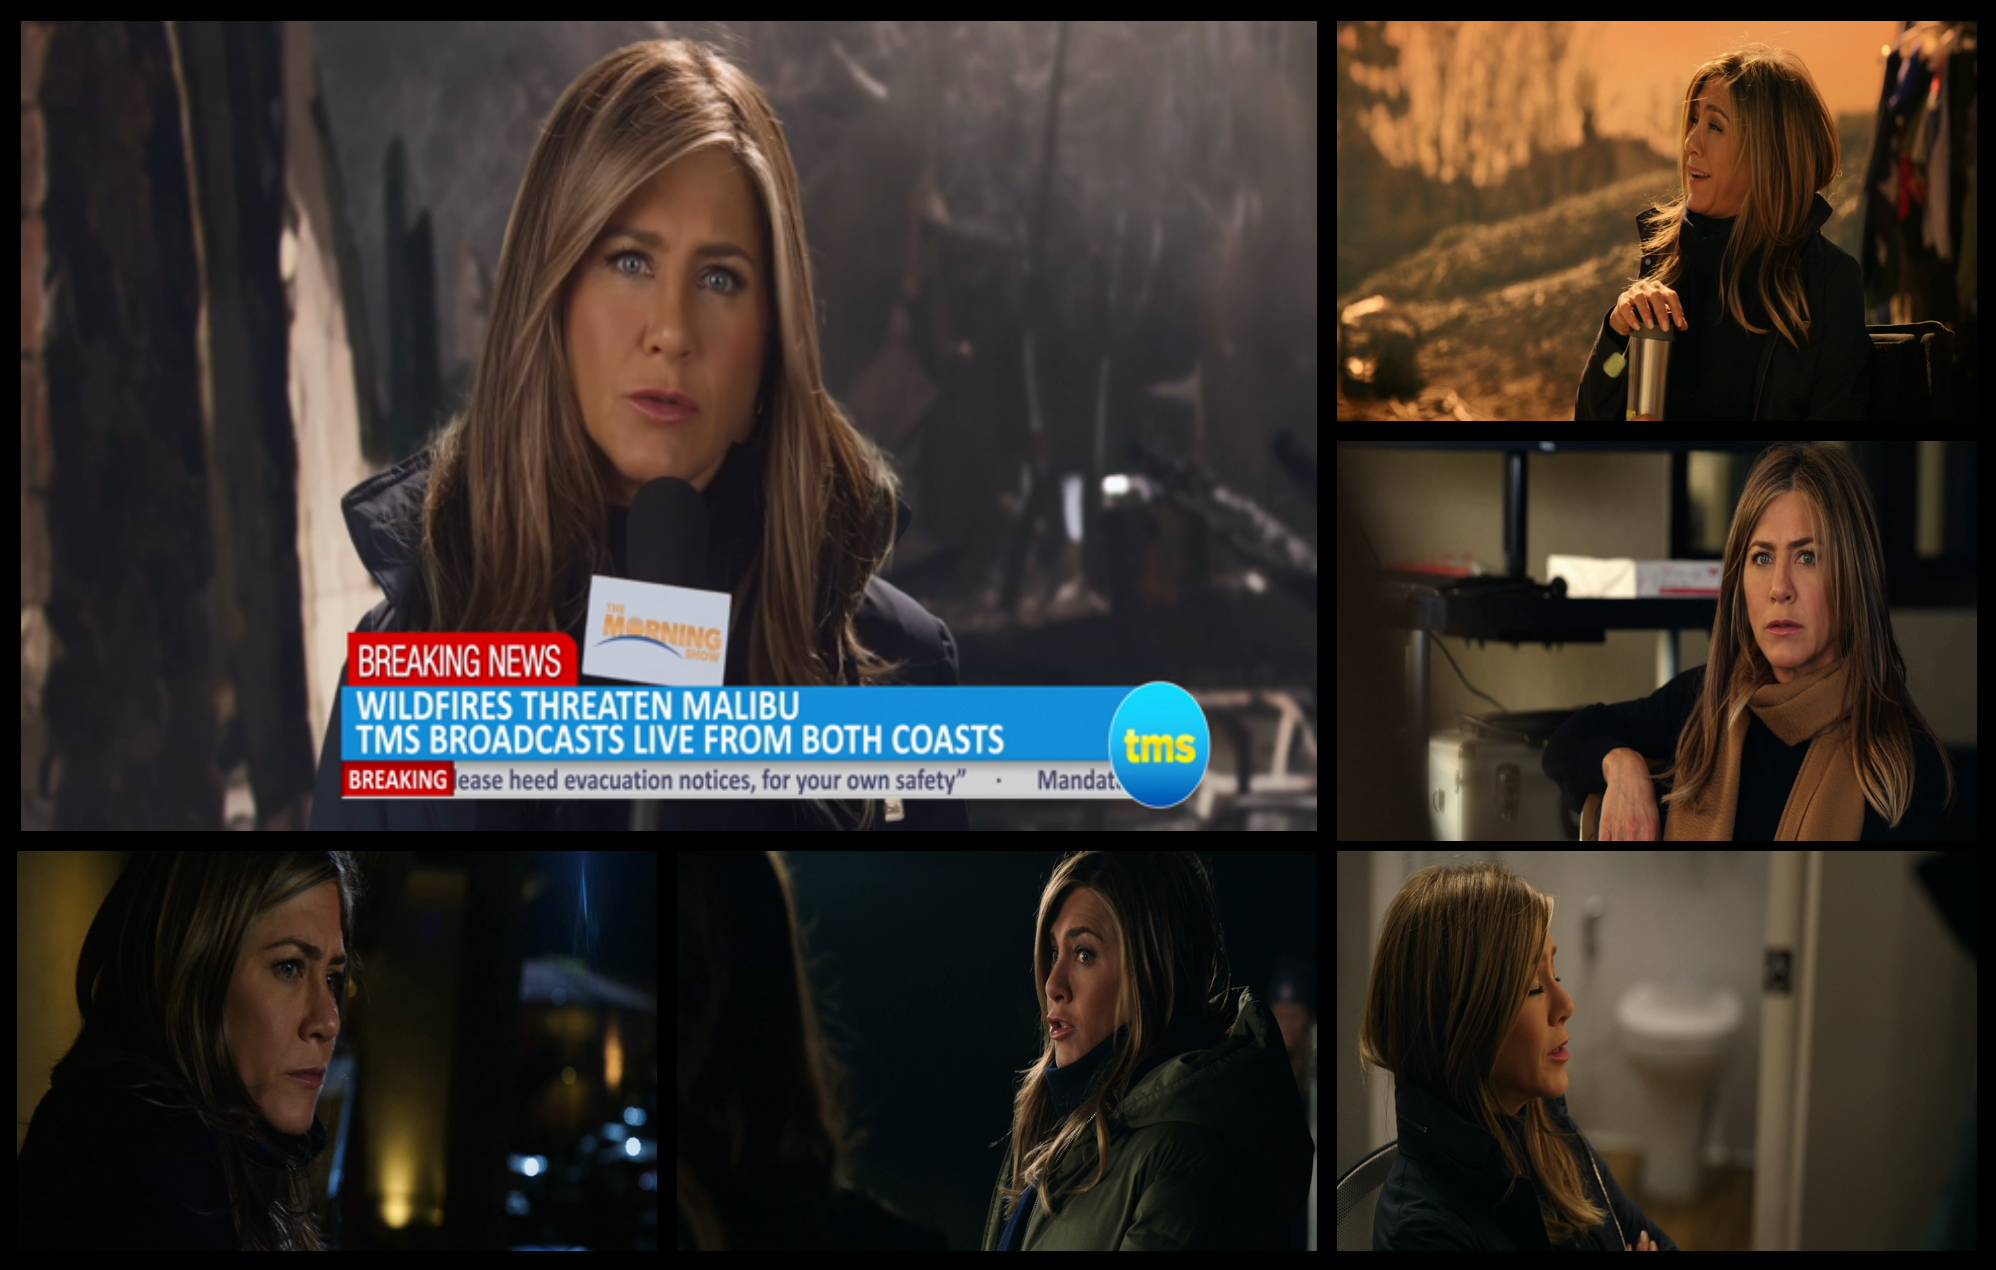 THE
MORNING
SHOW
BREAKING NEWS
WILDFIRES THREATEN MALIBU
TMS BROADCASTS LIVE FROM BOTH COASTS
tms
BREAKING lease heed evacuation notices, for your own safety” · Mandat